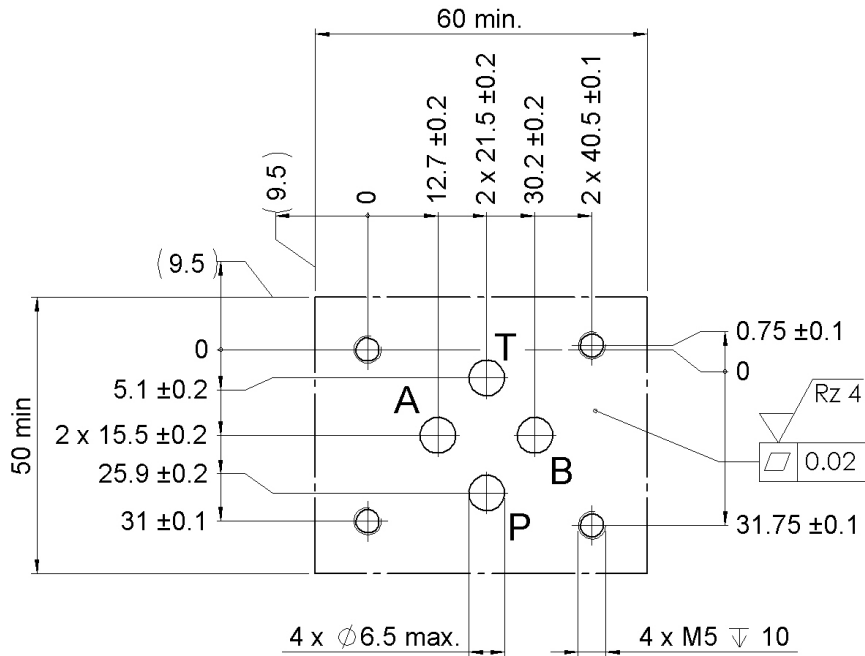 60 min.
(9.5)
0
12.7 ±0.2
2 x 21.5 ±0.2
30.2 ±0.2
2 x 40.5 ±0.1
(9.5)
0
5.1 ±0.2
2 x 15.5 ±0.2
25.9 ±0.2
31 ±0.1
50 min
T
A
B
P
0.75 ±0.1
0
Rz 4
▱ 0.02
31.75 ±0.1
4 x ∅6.5 max.
4 x M5 ↧ 10